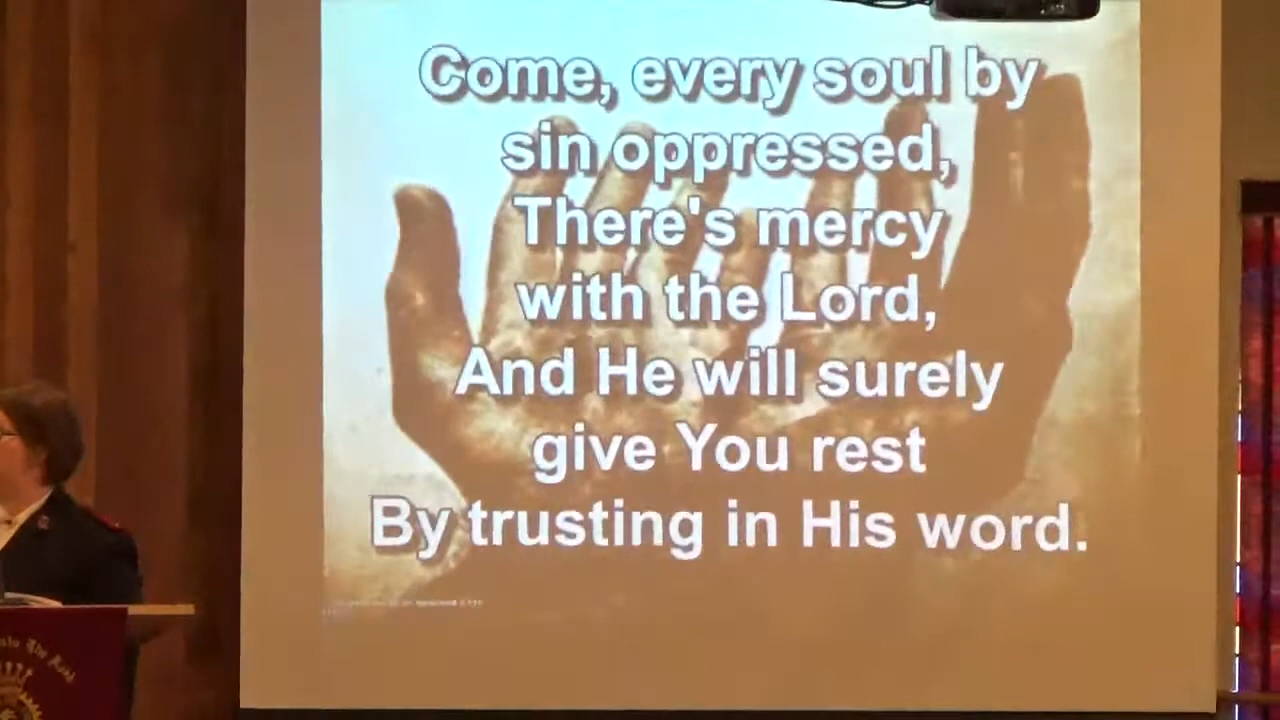 Come, every soul by
sin oppressed,
There's mercy
with the Lord,
And He will surely
give You rest
By trusting in His word.
The